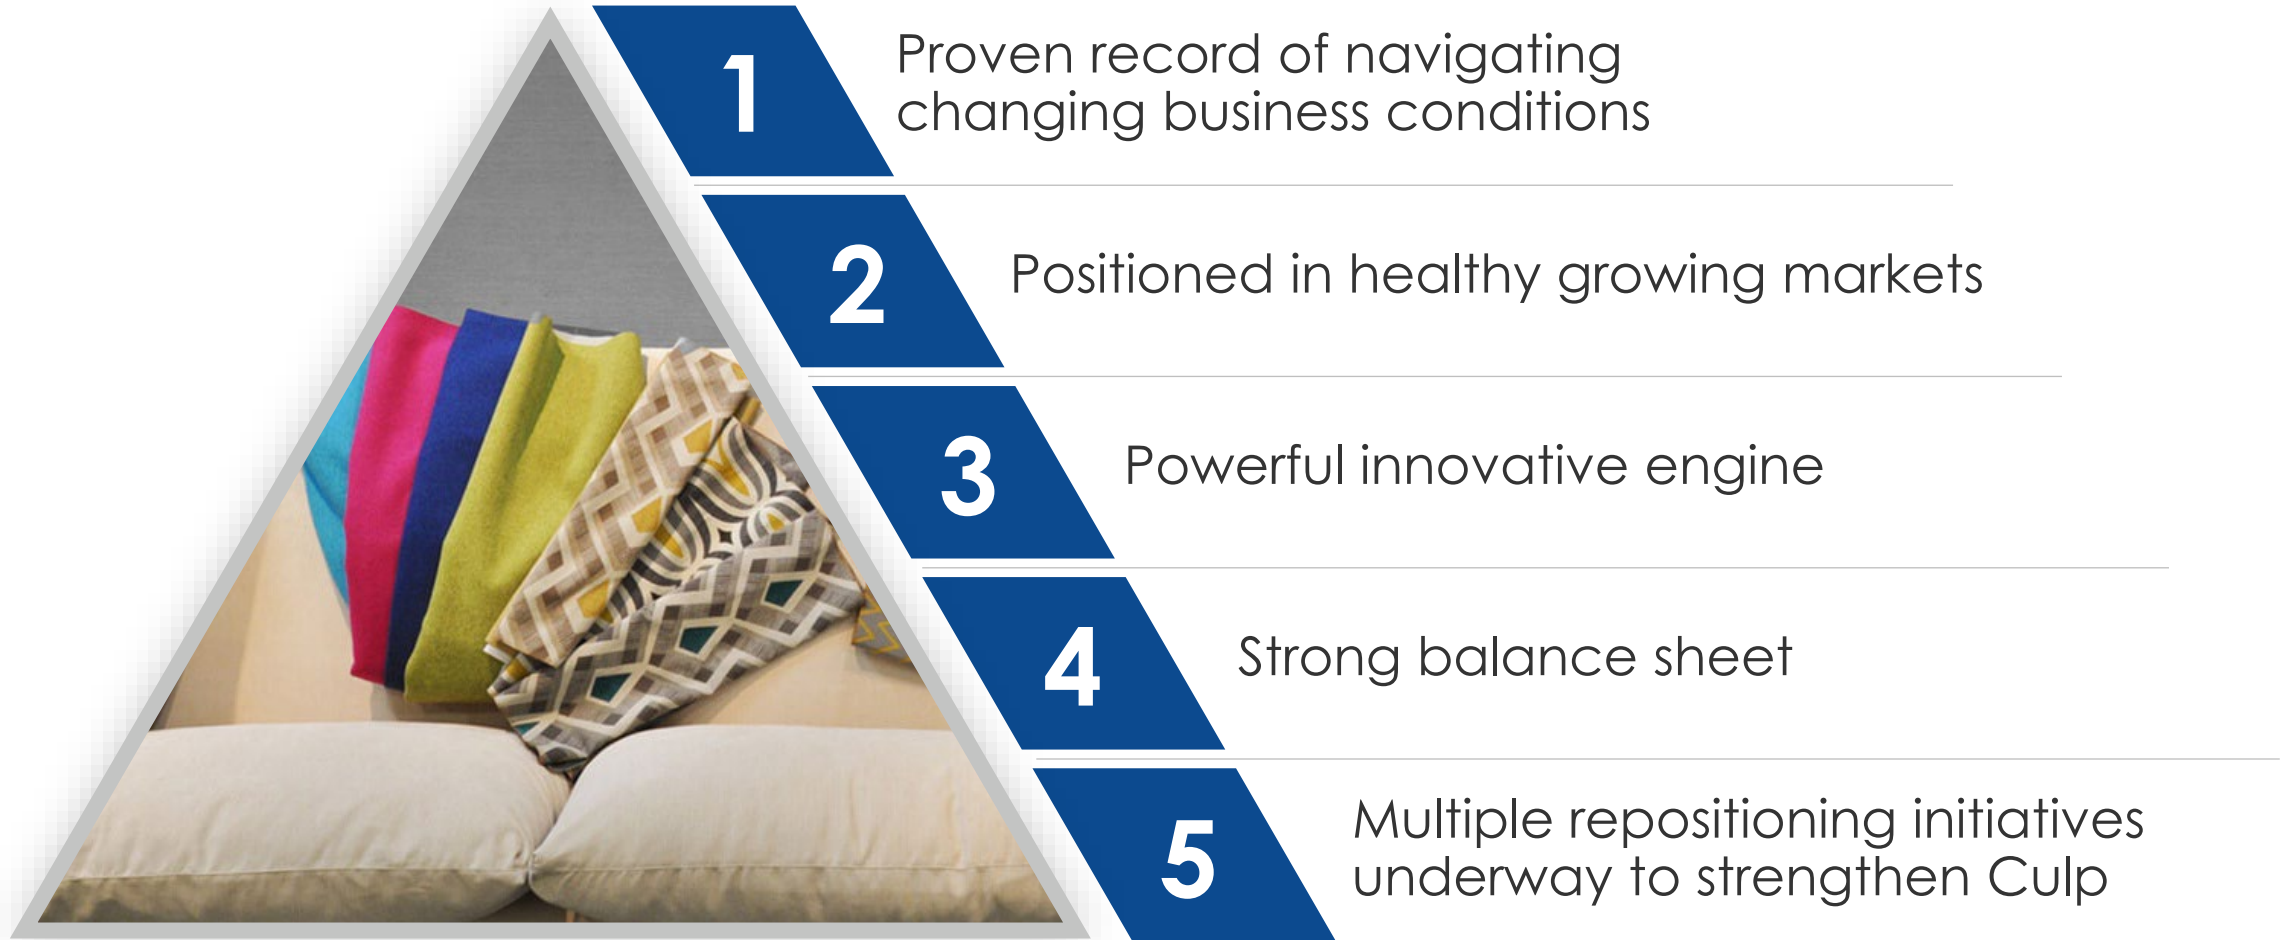 1
Proven record of navigating
changing business conditions
2
Positioned in healthy growing markets
3
Powerful innovative engine
4
Strong balance sheet
5
Multiple repositioning initiatives
underway to strengthen Culp